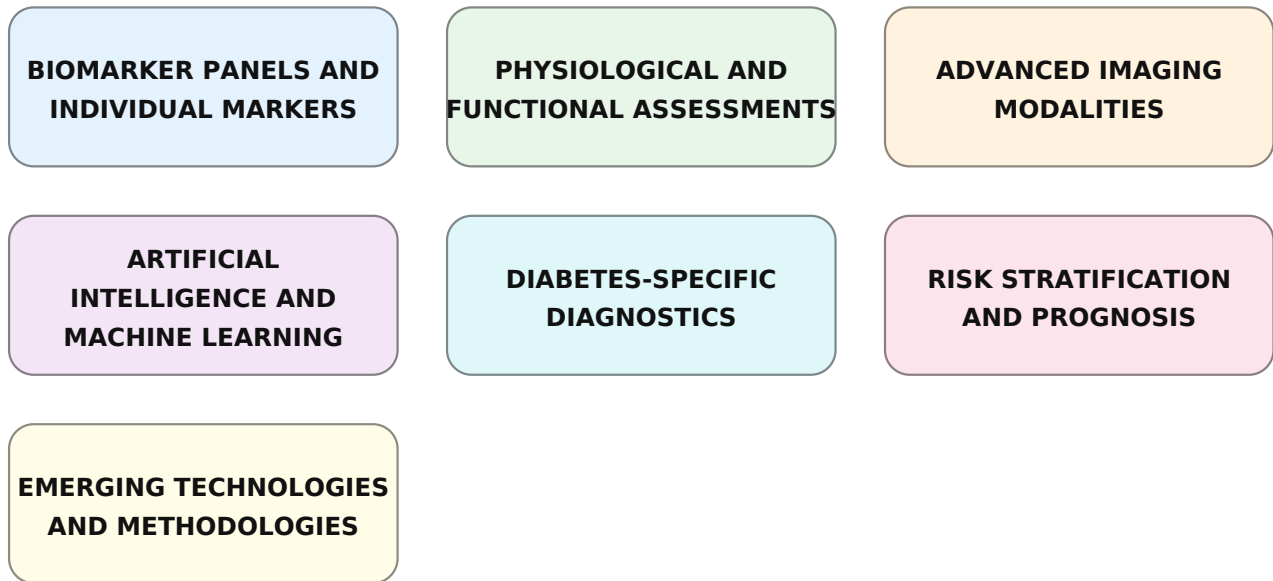 BIOMARKER PANELS AND
INDIVIDUAL MARKERS
PHYSIOLOGICAL AND
FUNCTIONAL ASSESSMENTS
ADVANCED IMAGING
MODALITIES
ARTIFICIAL
INTELLIGENCE AND
MACHINE LEARNING
DIABETES-SPECIFIC
DIAGNOSTICS
RISK STRATIFICATION
AND PROGNOSIS
EMERGING TECHNOLOGIES
AND METHODOLOGIES